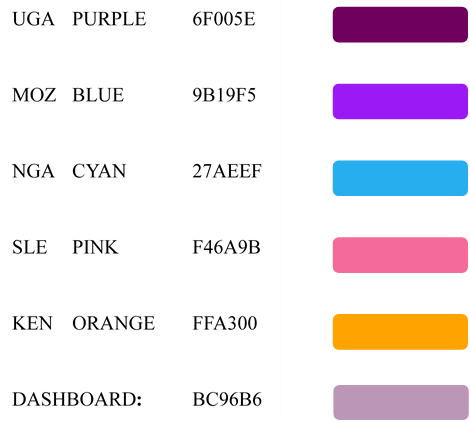 UGA PURPLE 6F005E
MOZ BLUE 9B19F5
NGA CYAN 27AEEF
SLE PINK F46A9B
KEN ORANGE FFA300
DASHBOARD: BC96B6